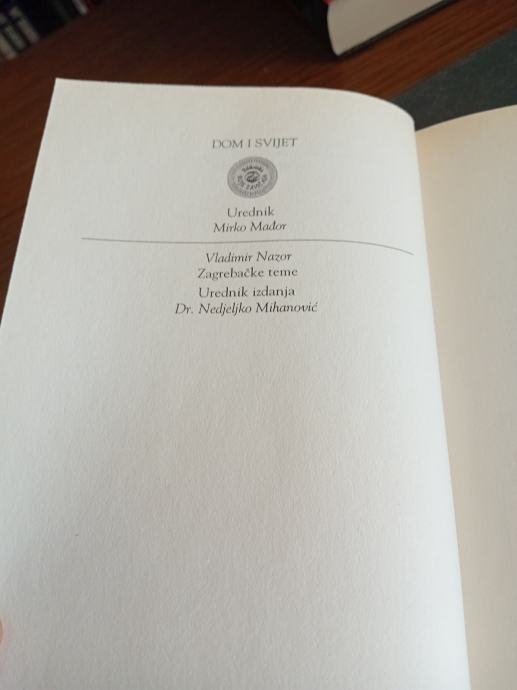 DOM I SVIJET
Urednik
Mirko Mađor
Vladimir Nazor
Zagrebačke teme
Urednik izdanja
Dr. Nedjeljko Mihanović